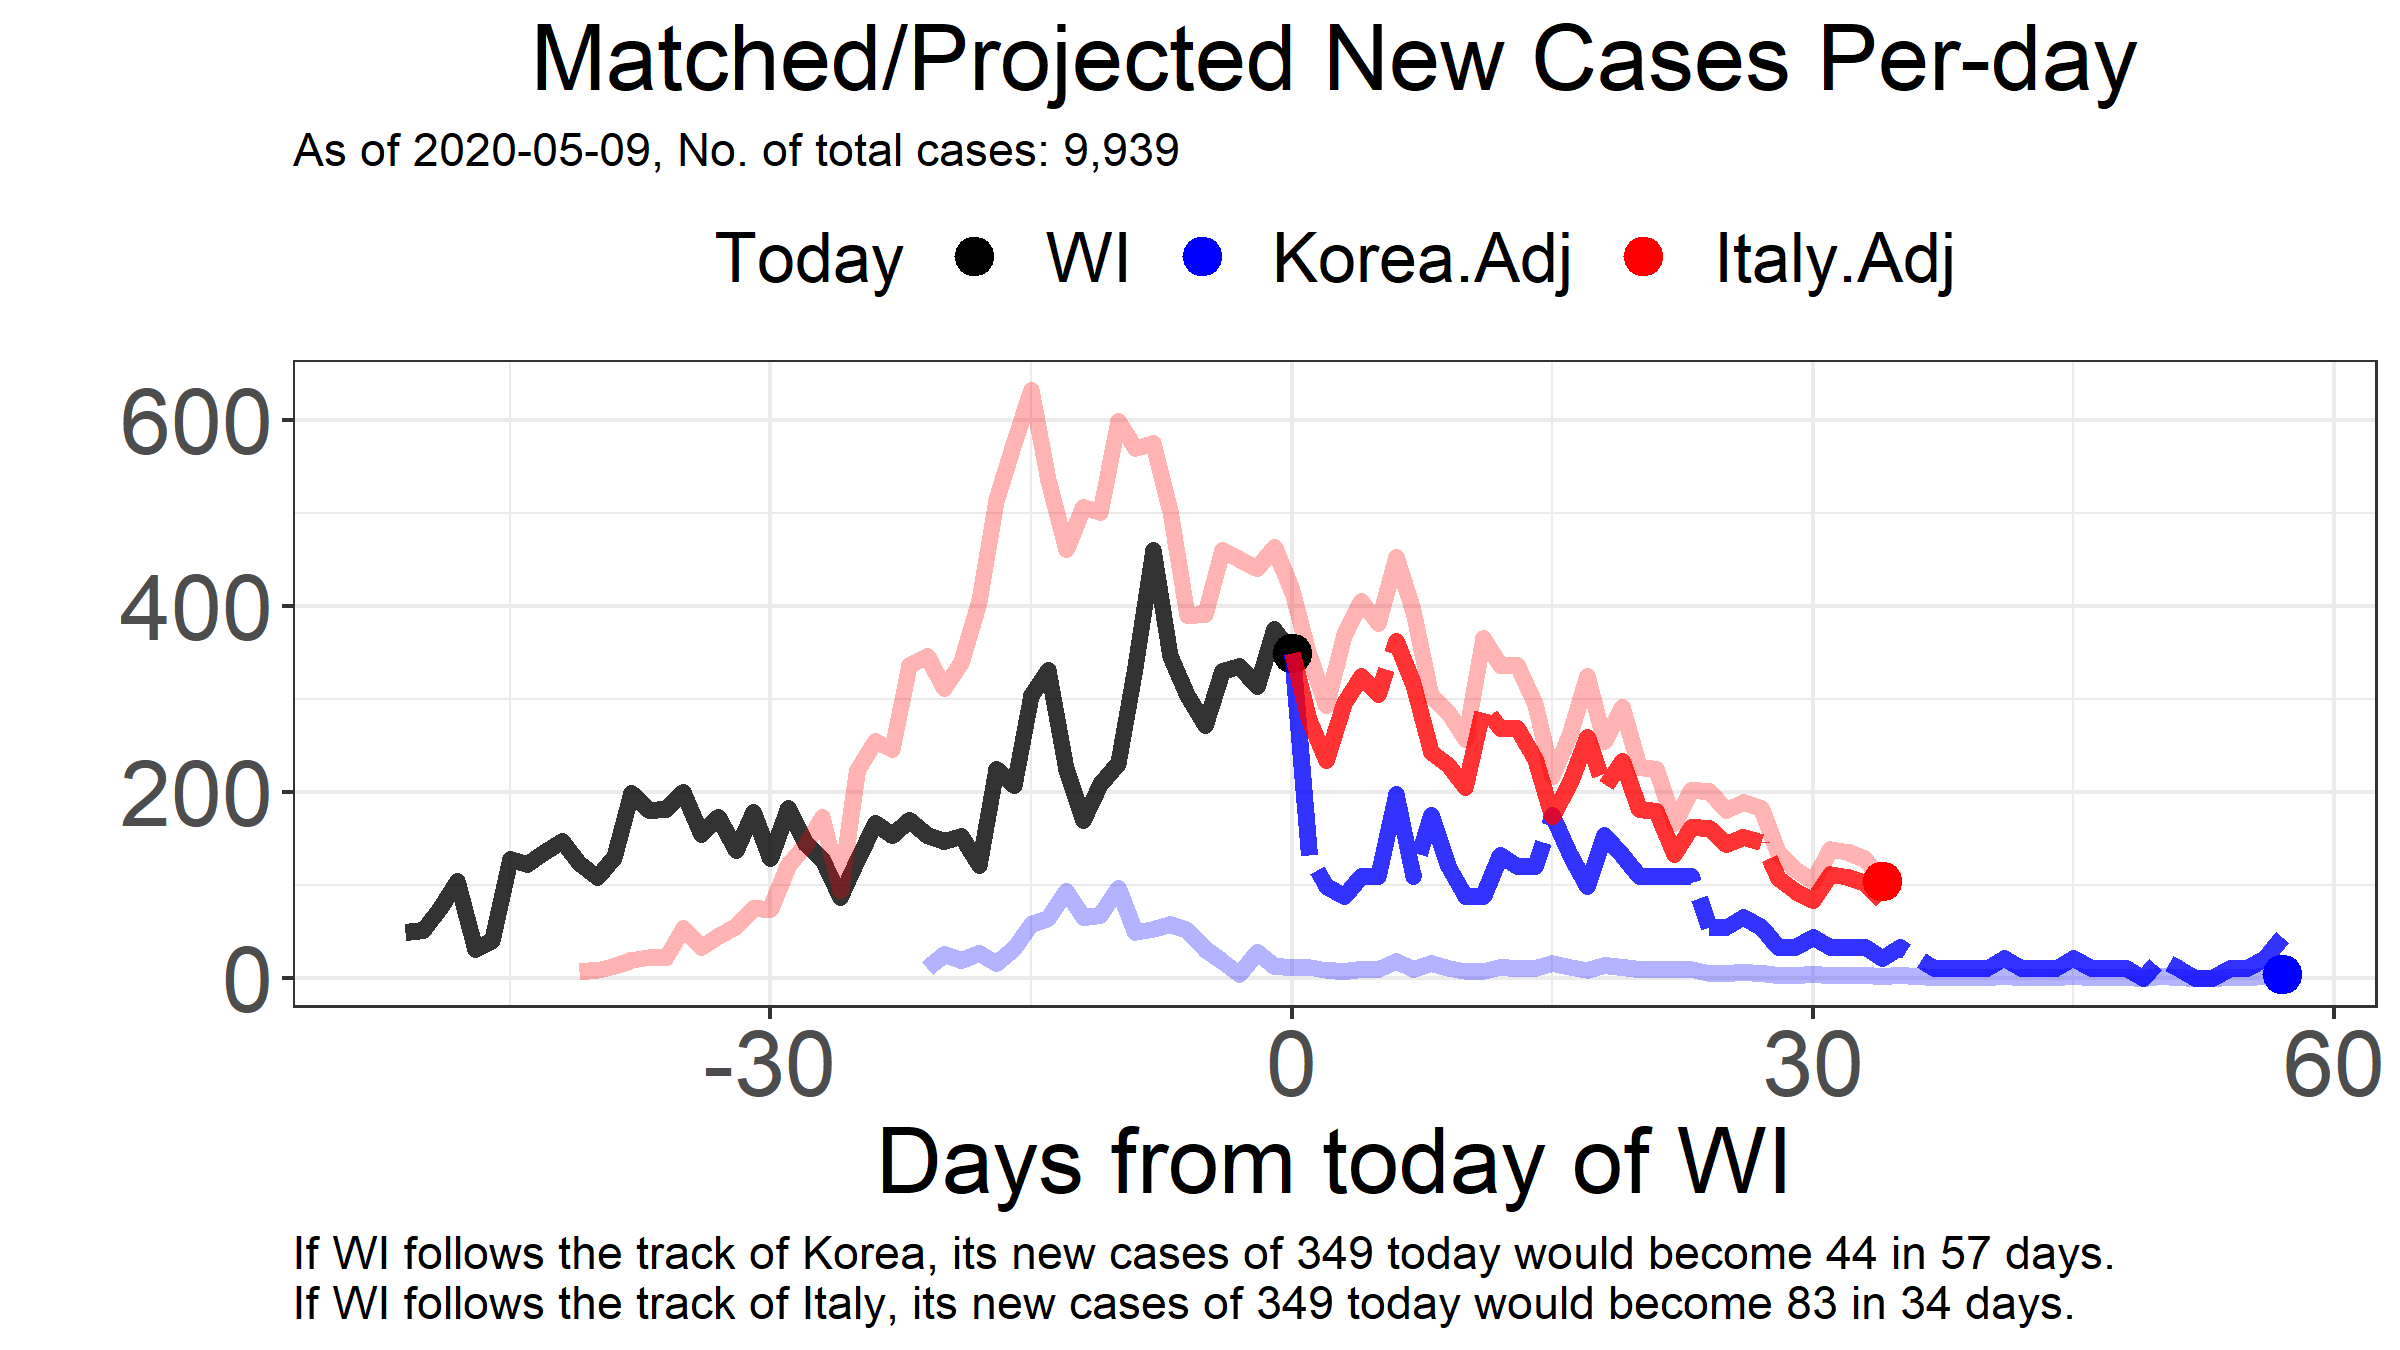 Matched/Projected New Cases Per-day
As of 2020-05-09, No. of total cases: 9,939
Today WI Korea.Adj Italy.Adj
600
400
200
0
-30 0 30 60
Days from today of WI
If WI follows the track of Korea, its new cases of 349 today would become 44 in 57 days.
If WI follows the track of Italy, its new cases of 349 today would become 83 in 34 days.